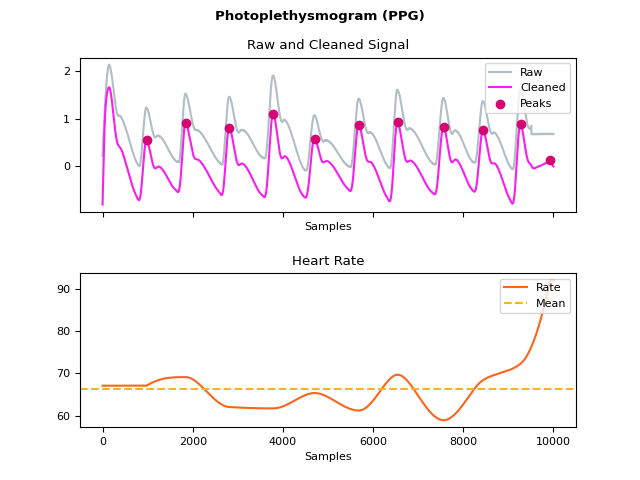 Photoplethysmogram (PPG)
Raw and Cleaned Signal
Raw
Cleaned
Peaks
2
1
0
Samples
Heart Rate
Rate
Mean
90
80
70
60
0 2000 4000 6000 8000 10000
Samples